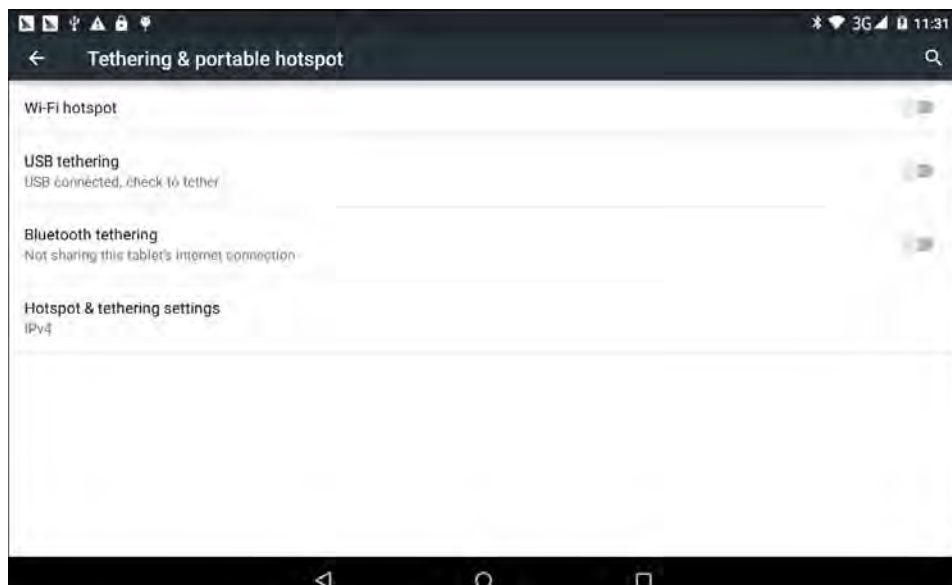 3G 11:31
Tethering & portable hotspot
Wi-Fi hotspot
USB tethering
USB connected, check to tether
Bluetooth tethering
Not sharing this tablet's internet connection
Hotspot & tethering settings
IPv4